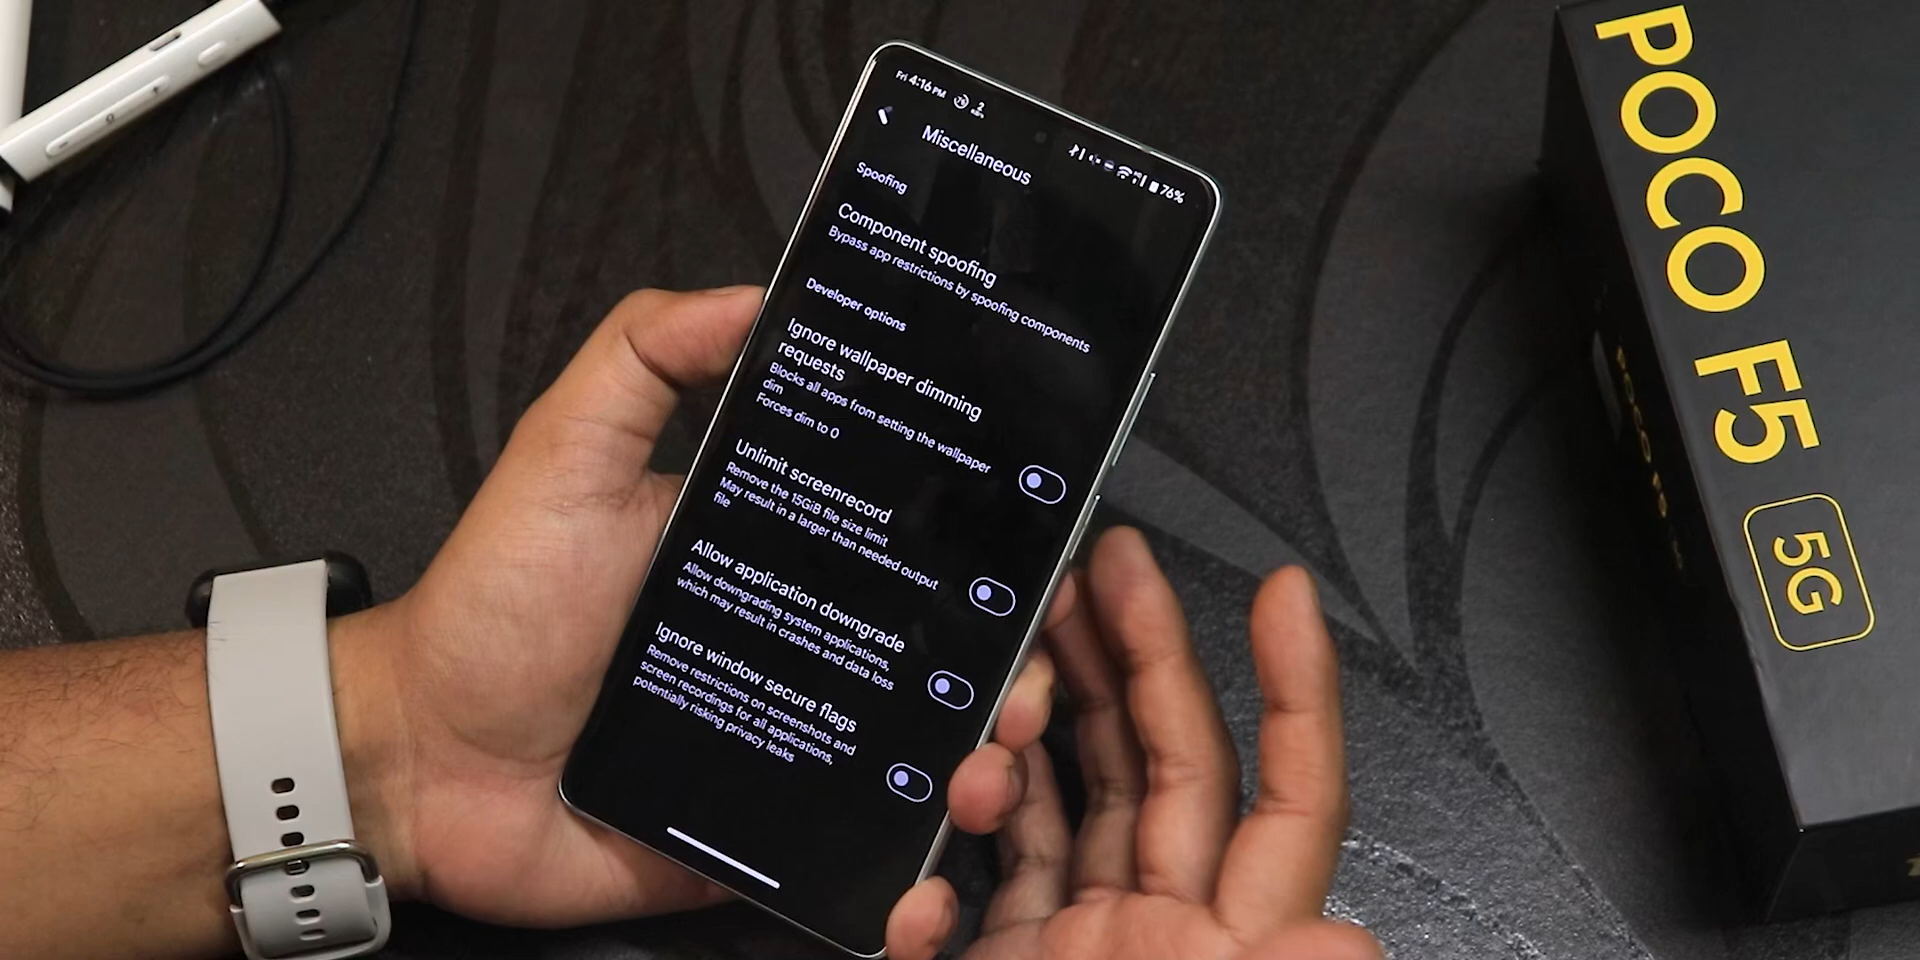 Fri 4:16 PM
76%
Miscellaneous
Spoofing
Component spoofing
Bypass app restrictions by spoofing components
Developer options
Ignore wallpaper dimming
requests
Blocks all apps from setting the wallpaper
dim
Forces dim to 0
Unlimit screenrecord
Remove the 15GiB file size limit
May result in a larger than needed output
file
Allow application downgrade
Allow downgrading system applications,
which may result in crashes and data loss
Ignore window secure flags
Remove restrictions on screenshots and
screen recordings for all applications,
potentially risking privacy leaks
POCO F5
5G